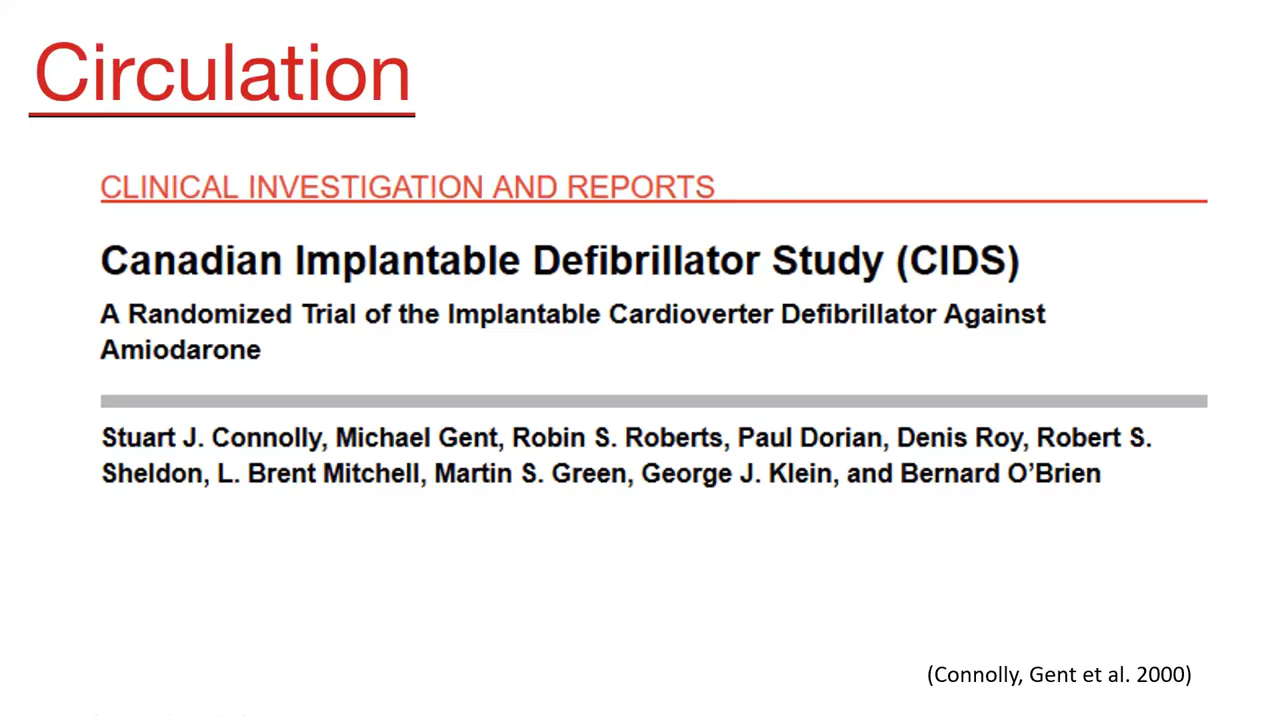 Circulation
CLINICAL INVESTIGATION AND REPORTS
Canadian Implantable Defibrillator Study (CIDS)
A Randomized Trial of the Implantable Cardioverter Defibrillator Against
Amiodarone
Stuart J. Connolly, Michael Gent, Robin S. Roberts, Paul Dorian, Denis Roy, Robert S.
Sheldon, L. Brent Mitchell, Martin S. Green, George J. Klein, and Bernard O’Brien
(Connolly, Gent et al. 2000)